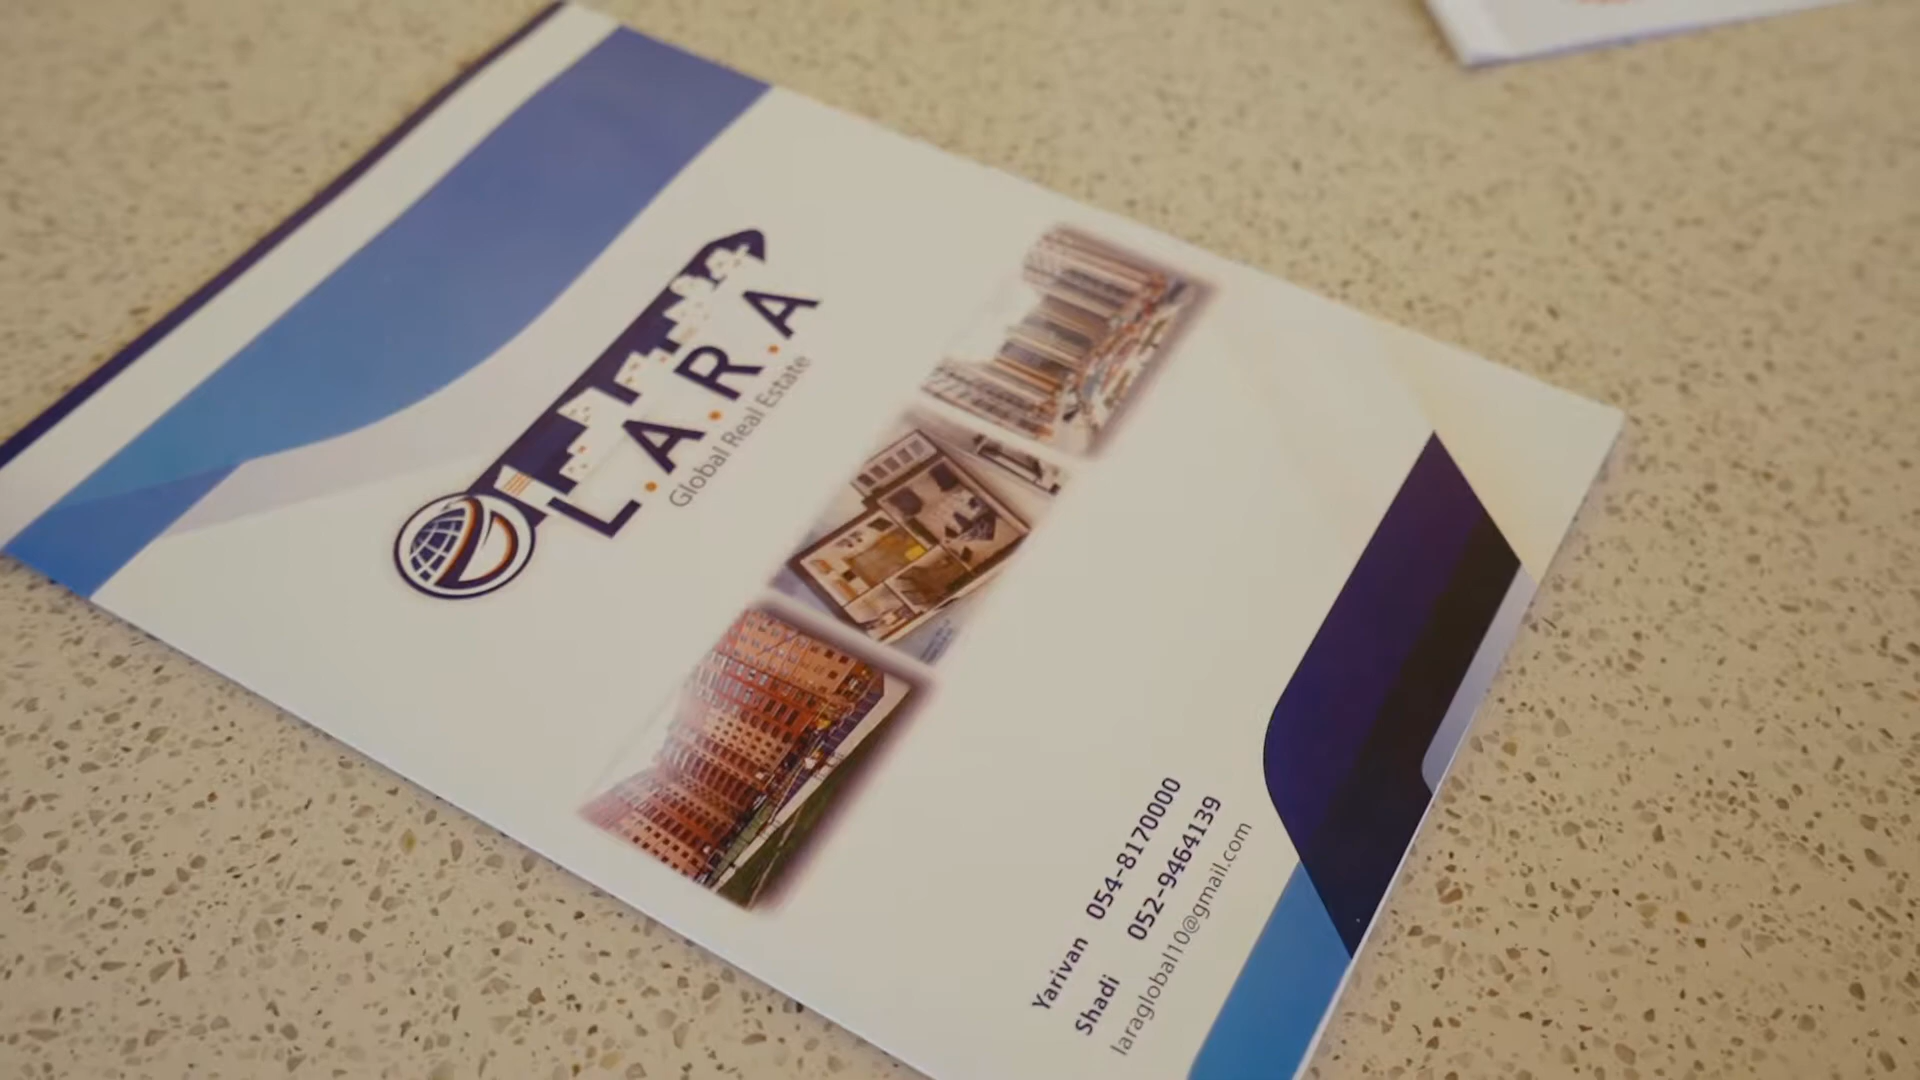 L.A.R.A
Global Real Estate
Yarivan 054-8170000
Shadi 052-9464139
laraglobal10@gmail.com